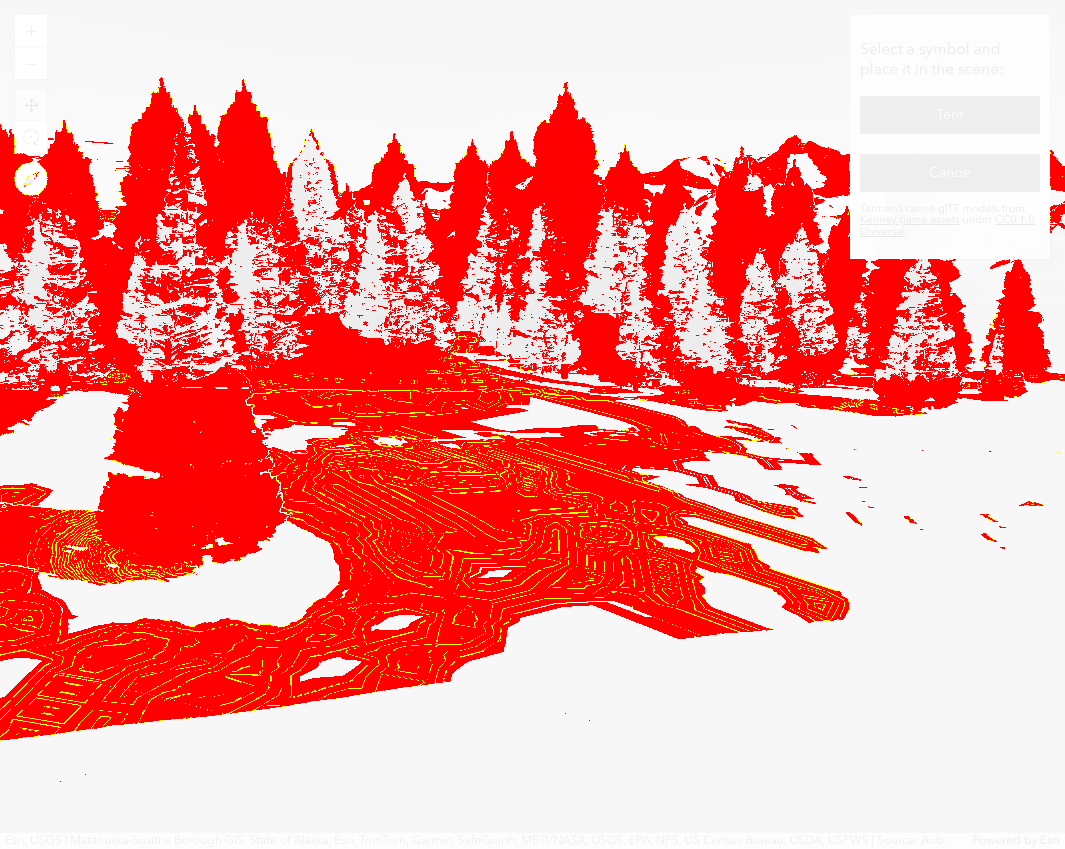 Select a symbol and
place it in the scene:
Tent
Canoe
Tent and canoe glTF models from
Kenney game assets under CC0 1.0
Universal
Esri, USGS | Matanuska-Susitna Borough GIS, State of Alaska, Esri, TomTom, Garmin, SafeGraph, METI/NASA, USGS, EPA, NPS, US Census Bureau, USDA, USFWS | Source: Airb... Powered by Esri